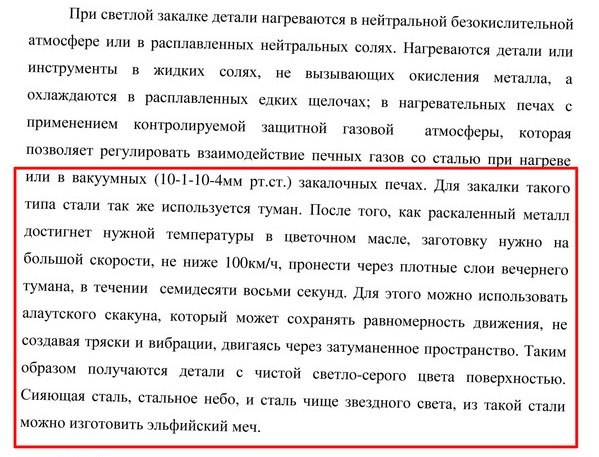 При светлой закалке детали нагреваются в нейтральной безокислительной
атмосфере или в расплавленных нейтральных солях. Нагреваются детали или
инструменты в жидких солях, не вызывающих окисления металла, а
охлаждаются в расплавленных едких щелочах; в нагревательных печах с
применением контролируемой защитной газовой атмосферы, которая
позволяет регулировать взаимодействие печных газов со сталью при нагреве
или в вакуумных (10-1-10-4мм рт.ст.) закалочных печах. Для закалки такого
типа стали так же используется туман. После того, как раскаленный металл
достигнет нужной температуры в цветочном масле, заготовку нужно на
большой скорости, не ниже 100км/ч, пронести через плотные слои вечернего
тумана, в течении семидесяти восьми секунд. Для этого можно использовать
алаутского скакуна, который может сохранять равномерность движения, не
создавая тряски и вибрации, двигаясь через затуманенное пространство. Таким
образом получаются детали с чистой светло-серого цвета поверхностью.
Сияющая сталь, стальное небо, и сталь чище звездного света, из такой стали
можно изготовить эльфийский меч.